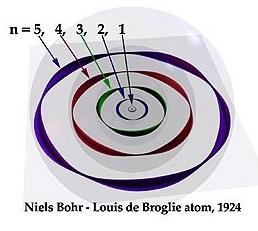 n = 5, 4, 3, 2, 1
Niels Bohr - Louis de Broglie atom, 1924